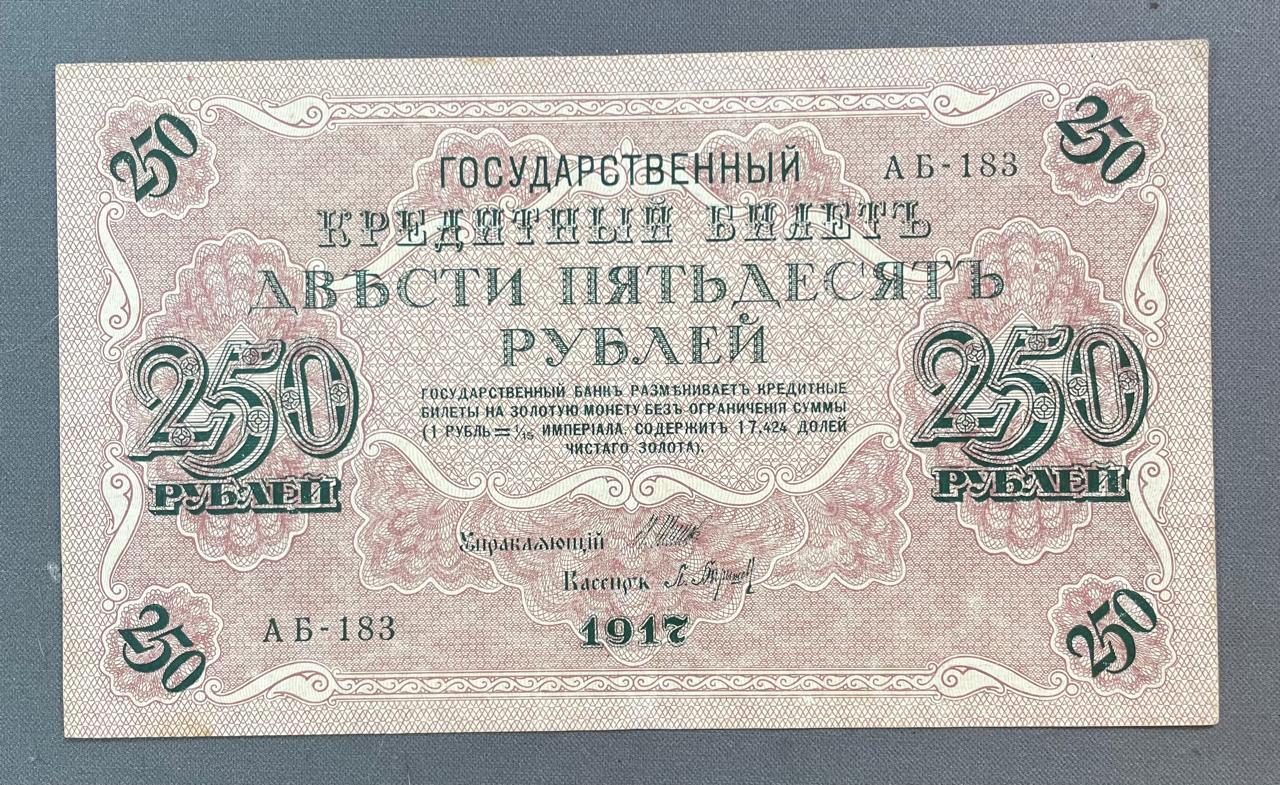 250
250
ГОСУДАРСТВЕННЫЙ АБ-183
КРЕДИТНЫЙ БИЛЕТЪ
ДВѢСТИ ПЯТЬДЕСЯТЪ
РУБЛЕЙ
250
РУБЛЕЙ
ГОСУДАРСТВЕННЫЙ БАНКЪ РАЗМѢНИВАЕТЪ КРЕДИТНЫЕ
БИЛЕТЫ НА ЗОЛОТУЮ МОНЕТУ БЕЗЪ ОГРАНИЧЕНІЯ СУММЫ
(1 РУБЛЬ = 1/15 ИМПЕРІАЛА, СОДЕРЖИТЪ 17,424 ДОЛЕЙ
ЧИСТАГО ЗОЛОТА).
250
РУБЛЕЙ
Управляющій
Кассиръ
АБ-183
1917
250
250